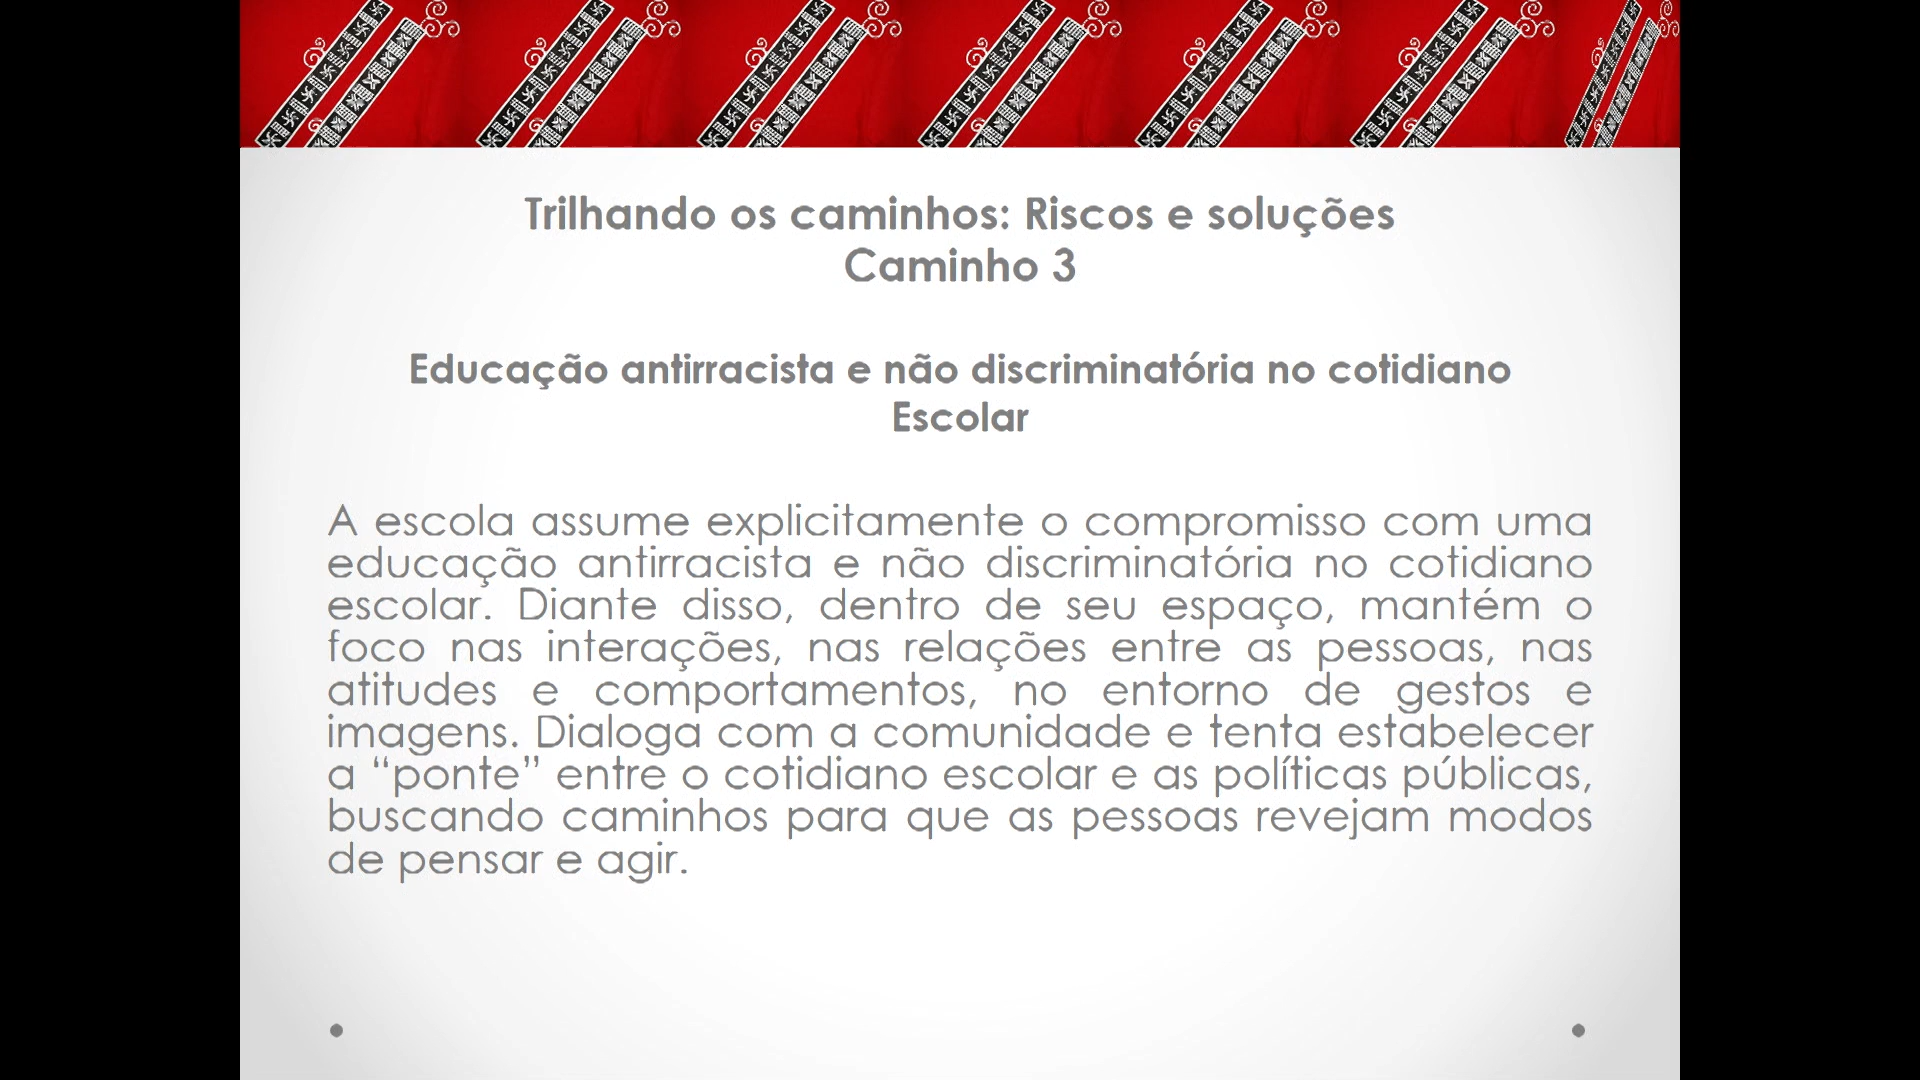 Trilhando os caminhos: Riscos e soluções
Caminho 3
Educação antirracista e não discriminatória no cotidiano
Escolar
A escola assume explicitamente o compromisso com uma
educação antirracista e não discriminatória no cotidiano
escolar. Diante disso, dentro de seu espaço, mantém o
foco nas interações, nas relações entre as pessoas, nas
atitudes e comportamentos, no entorno de gestos e
imagens. Dialoga com a comunidade e tenta estabelecer
a “ponte” entre o cotidiano escolar e as políticas públicas,
buscando caminhos para que as pessoas revejam modos
de pensar e agir.